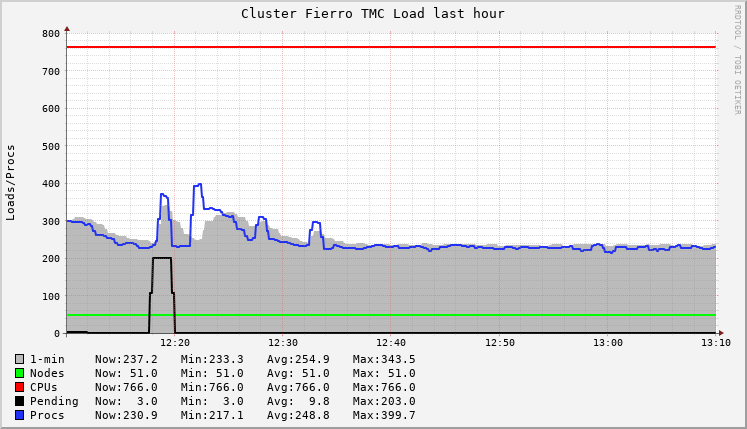 Cluster Fierro TMC Load last hour
RRDTOOL / TOBI OETIKER
Loads/Procs
800
700
600
500
400
300
200
100
0
12:20 12:30 12:40 12:50 13:00 13:10
1-min Now:237.2 Min:233.3 Avg:254.9 Max:343.5
Nodes Now: 51.0 Min: 51.0 Avg: 51.0 Max: 51.0
CPUs Now:766.0 Min:766.0 Avg:766.0 Max:766.0
Pending Now: 3.0 Min: 3.0 Avg: 9.8 Max:203.0
Procs Now:230.9 Min:217.1 Avg:248.8 Max:399.7